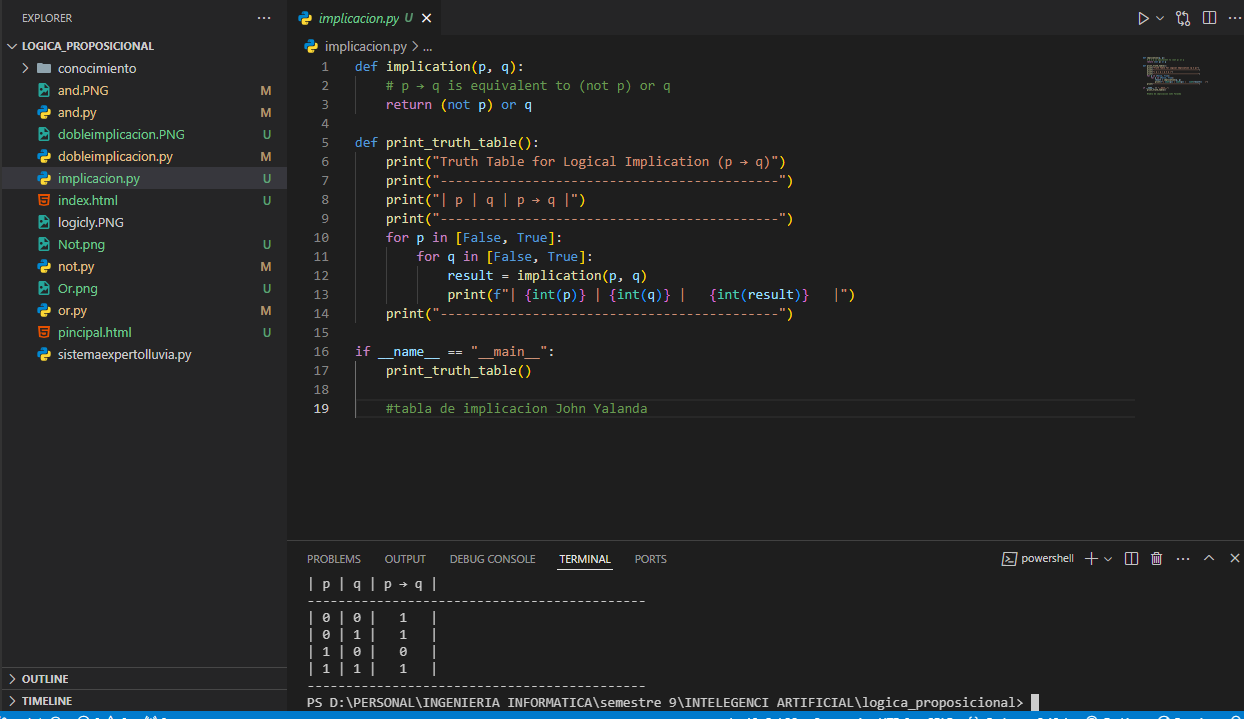 EXPLORER
LOGICA_PROPOSICIONAL
conocimiento
and.PNG M
and.py M
dobleimplicacion.PNG U
dobleimplicacion.py M
implicacion.py U
index.html U
logicly.PNG
Not.png U
not.py M
Or.png U
or.py M
pincipal.html U
sistemaexpertolluvia.py
OUTLINE
TIMELINE
implicacion.py U
implicacion.py > ...
1 def implication(p, q):
2 # p → q is equivalent to (not p) or q
3 return (not p) or q
4
5 def print_truth_table():
6 print("Truth Table for Logical Implication (p → q)")
7 print("--------------------------------------------")
8 print("| p | q | p → q |")
9 print("--------------------------------------------")
10 for p in [False, True]:
11 for q in [False, True]:
12 result = implication(p, q)
13 print(f"| {int(p)} | {int(q)} |   {int(result)}   |")
14 print("--------------------------------------------")
15
16 if __name__ == "__main__":
17 print_truth_table()
18
19 #tabla de implicacion John Yalanda
PROBLEMS OUTPUT DEBUG CONSOLE TERMINAL PORTS
powershell
| p | q | p → q |
--------------------------------------------
| 0 | 0 |   1   |
| 0 | 1 |   1   |
| 1 | 0 |   0   |
| 1 | 1 |   1   |
--------------------------------------------
PS D:\PERSONAL\INGENIERIA INFORMATICA\semestre 9\INTELEGENCI ARTIFICIAL\logica_proposicional>